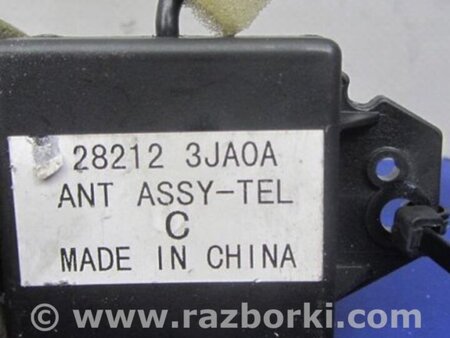 28212 3JA0A
ANT ASSY-TEL
C
MADE IN CHINA
www.razborki.com